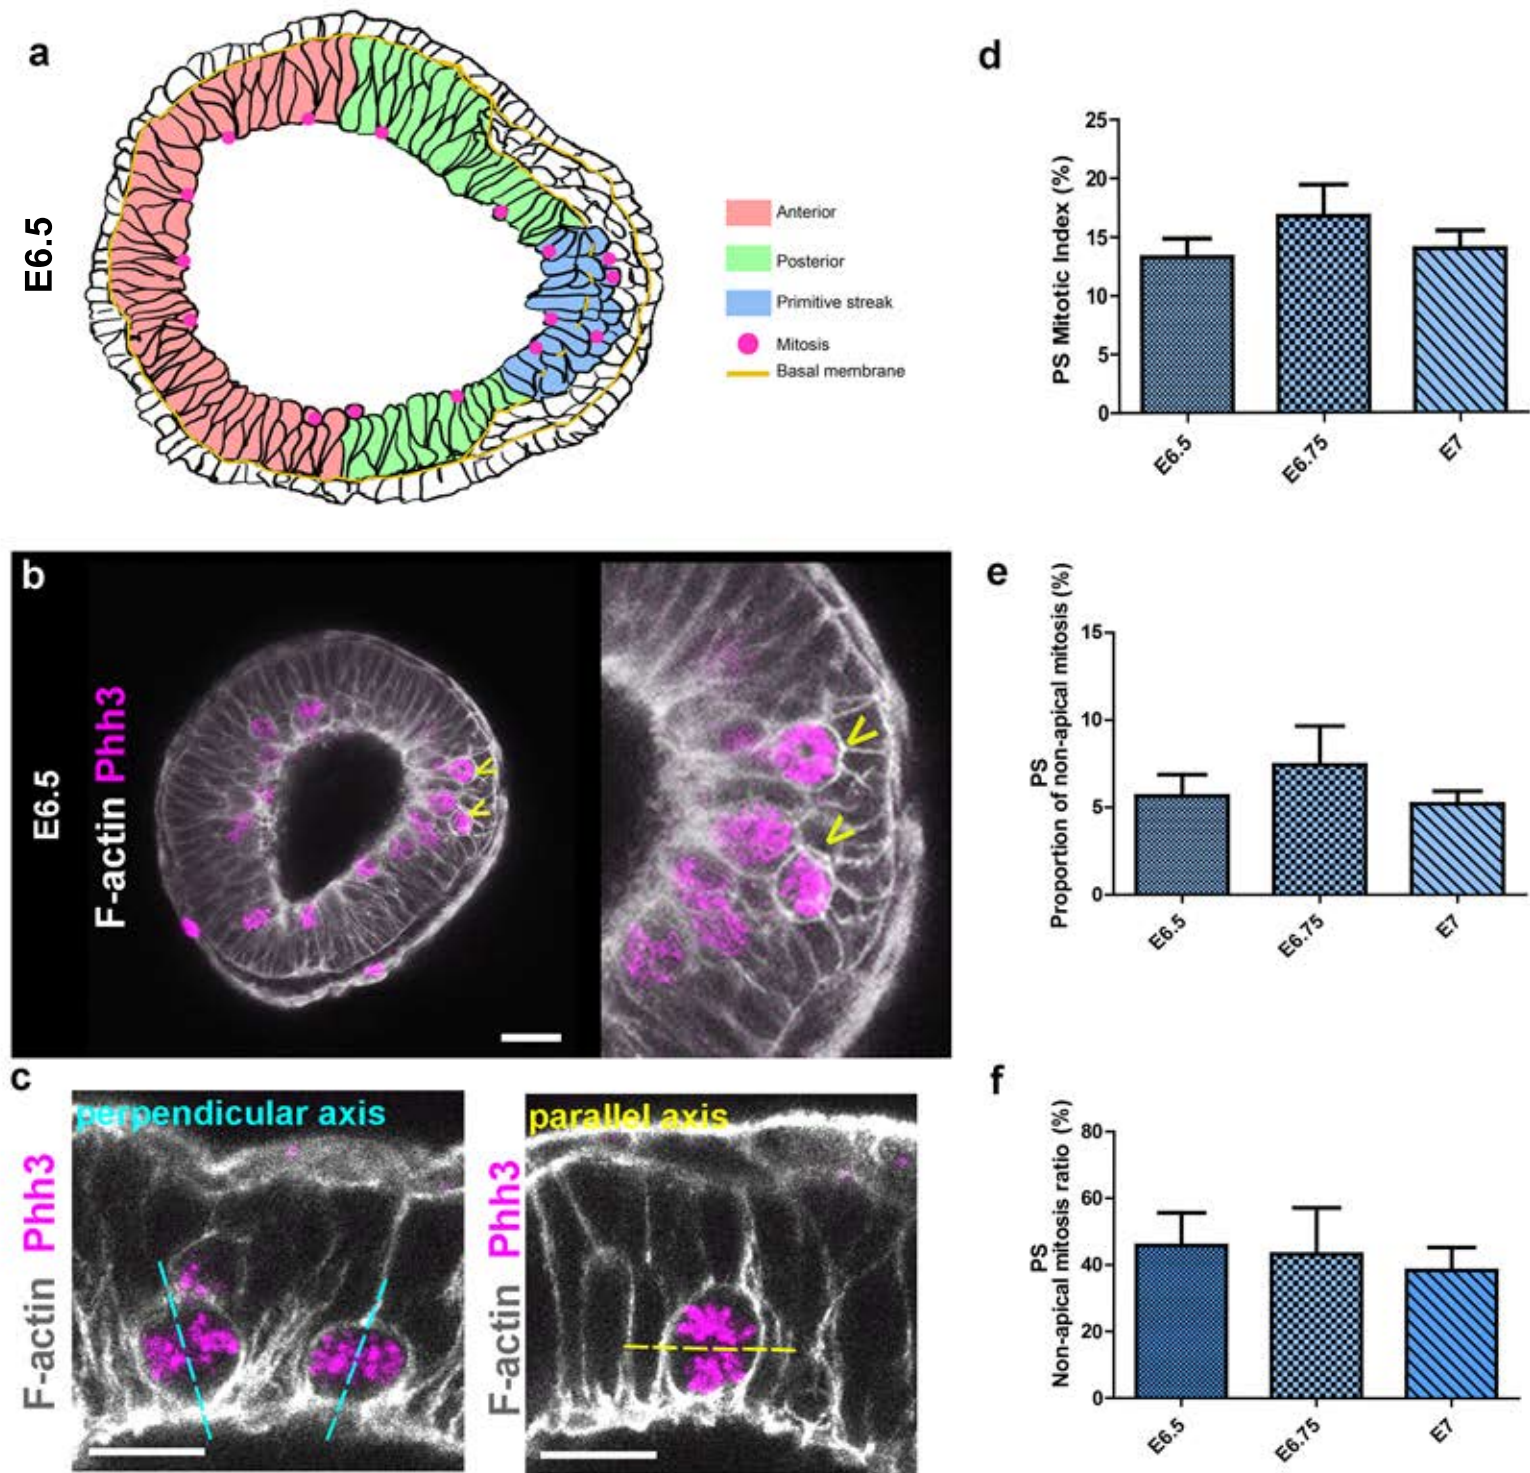 a
E6.5
Anterior
Posterior
Primitive streak
Mitosis
Basal membrane
b
E6.5
F-actin Phh3
c
F-actin Phh3
perpendicular axis
F-actin Phh3
parallel axis
d
PS Mitotic Index (%)
25
20
15
10
5
0
E6.5
E6.75
E7
e
PS
Proportion of non-apical mitosis (%)
15
10
5
0
E6.5
E6.75
E7
f
PS
Non-apical mitosis ratio (%)
80
60
40
20
0
E6.5
E6.75
E7